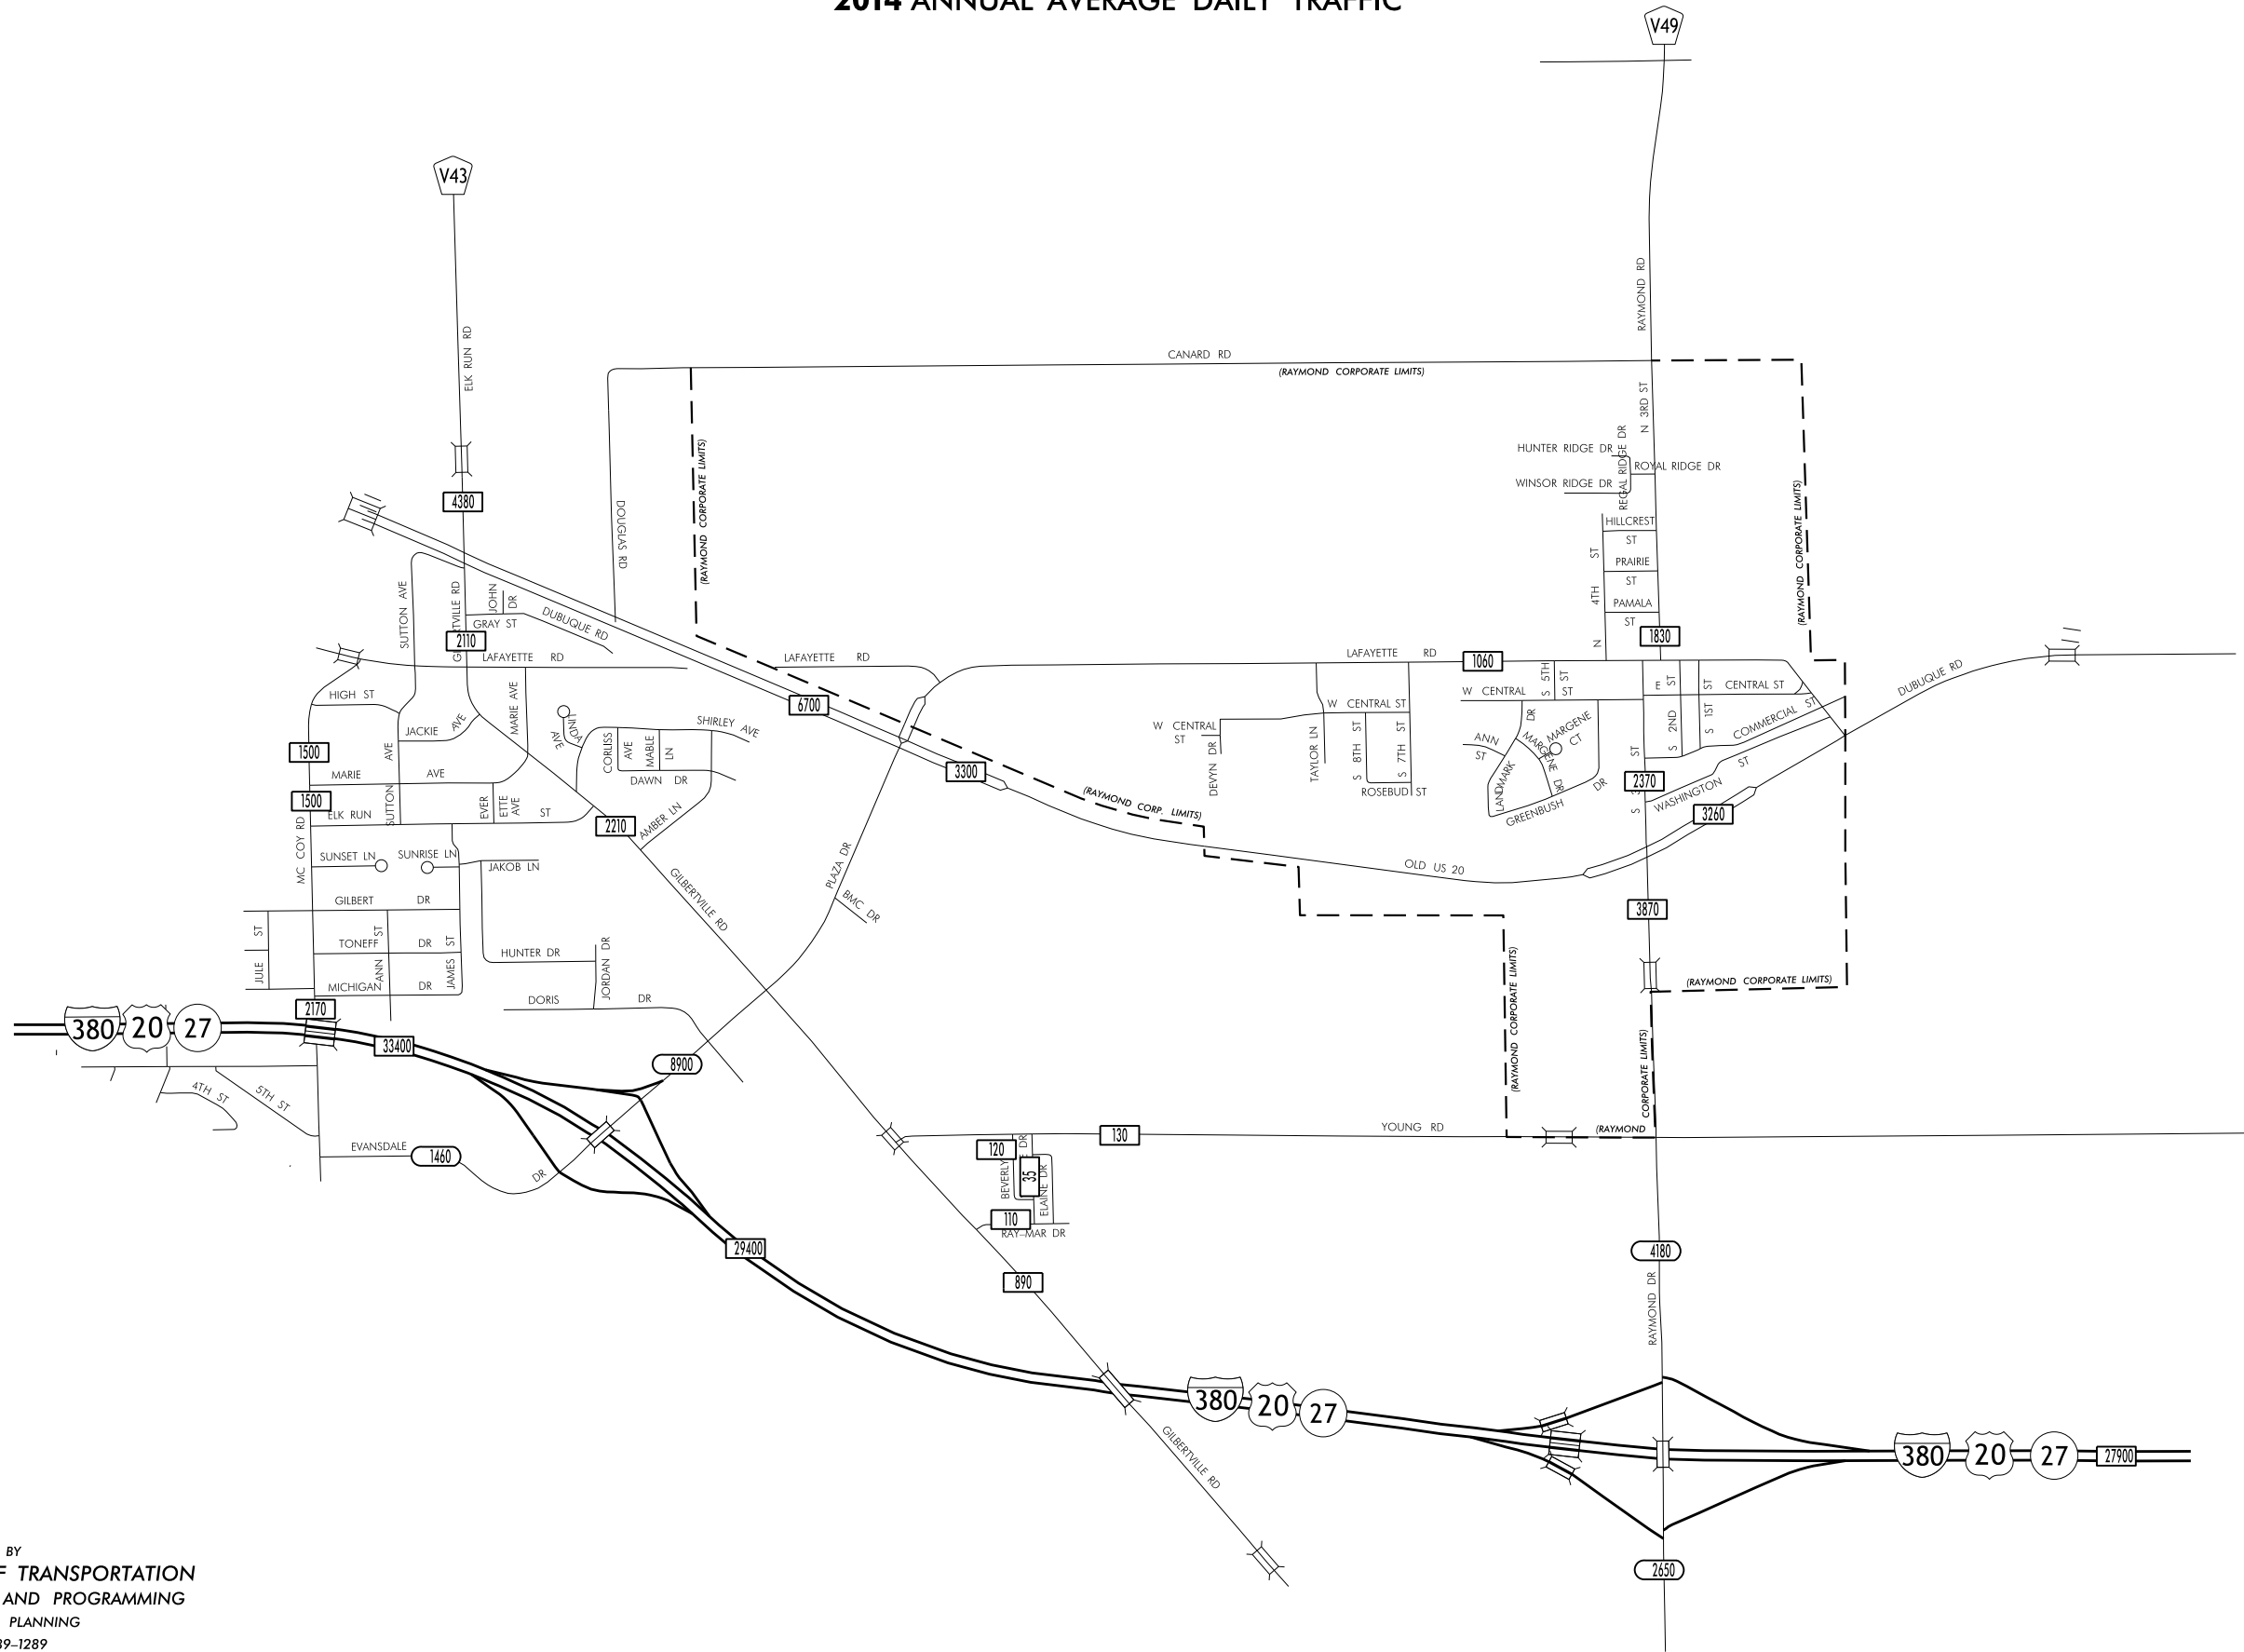 2014 ANNUAL AVERAGE DAILY TRAFFIC
V49
V43
RAYMOND RD
ELK RUN RD
CANARD RD
(RAYMOND CORPORATE LIMITS)
N 3RD ST
(RAYMOND CORPORATE LIMITS)
HUNTER RIDGE DR
REGAL RIDGE DR
ROYAL RIDGE DR
WINSOR RIDGE DR
(RAYMOND CORPORATE LIMITS)
4380
DOUGLAS RD
HILLCREST
ST
PRAIRIE
ST
PAMALA
ST
N 4TH ST
SUTTON AVE
JOHN
DR
GRAY ST
DUBUQUE RD
2110
1830
LAFAYETTE RD
LAFAYETTE RD
LAFAYETTE RD
1060
DUBUQUE RD
HIGH ST
MARIE AVE
6700
W CENTRAL ST
W CENTRAL
ST
S 5TH
ST
E CENTRAL ST
ST
ST
S 2ND
S 1ST
COMMERCIAL ST
JACKIE AVE
LINDA
AVE
SHIRLEY AVE
CORLISS
AVE
MABLE
LN
DAWN DR
W CENTRAL
ST
DEVYN DR
TAYLOR LN
S 8TH ST
S 7TH ST
ROSEBUD ST
ANN
ST
LANDMARK
DR
MARGENE DR
MARGENE
CT
GREENBUSH DR
1500
3300
2370
S ST
WASHINGTON ST
3260
MARIE AVE
1500
SUTTON
AVE
EVER
ETTE
AVE
ELK RUN ST
2210
AMBER LN
(RAYMOND CORP. LIMITS)
MC COY RD
SUNSET LN
SUNRISE LN
JAKOB LN
PLAZA DR
OLD US 20
GILBERT DR
GILBERTVILLE RD
BMC DR
3870
JULE ST
TONEFF DR
ANN ST
JAMES ST
HUNTER DR
JORDAN DR
MICHIGAN DR
DORIS DR
(RAYMOND CORPORATE LIMITS)
(RAYMOND CORPORATE LIMITS)
2170
380
20
27
33400
8900
4TH ST
5TH ST
EVANSDALE DR
1460
YOUNG RD
130
(RAYMOND
CORPORATE LIMITS)
120
BEVERLY
DR
35
ELAINE DR
110
RAY-MAR DR
29400
4180
890
RAYMOND DR
380
20
27
GILBERTVILLE RD
380
20
27
27900
2650
BY
TRANSPORTATION
AND PROGRAMMING
PLANNING
39-1289